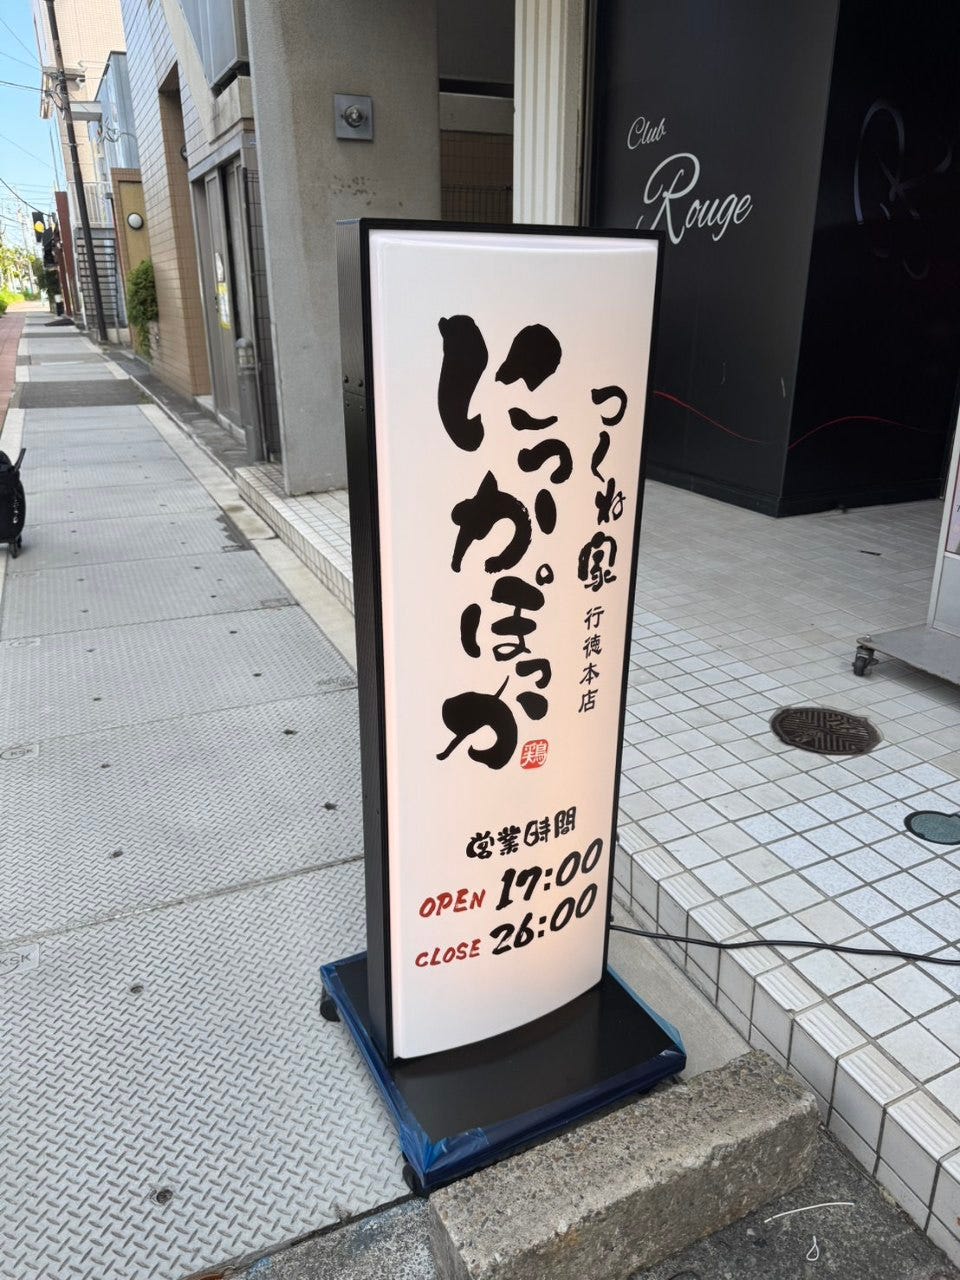 Club
Rouge
つくね家 行徳本店
にっかぽっか
鶏
営業時間
OPEN 17:00
CLOSE 26:00
KSK